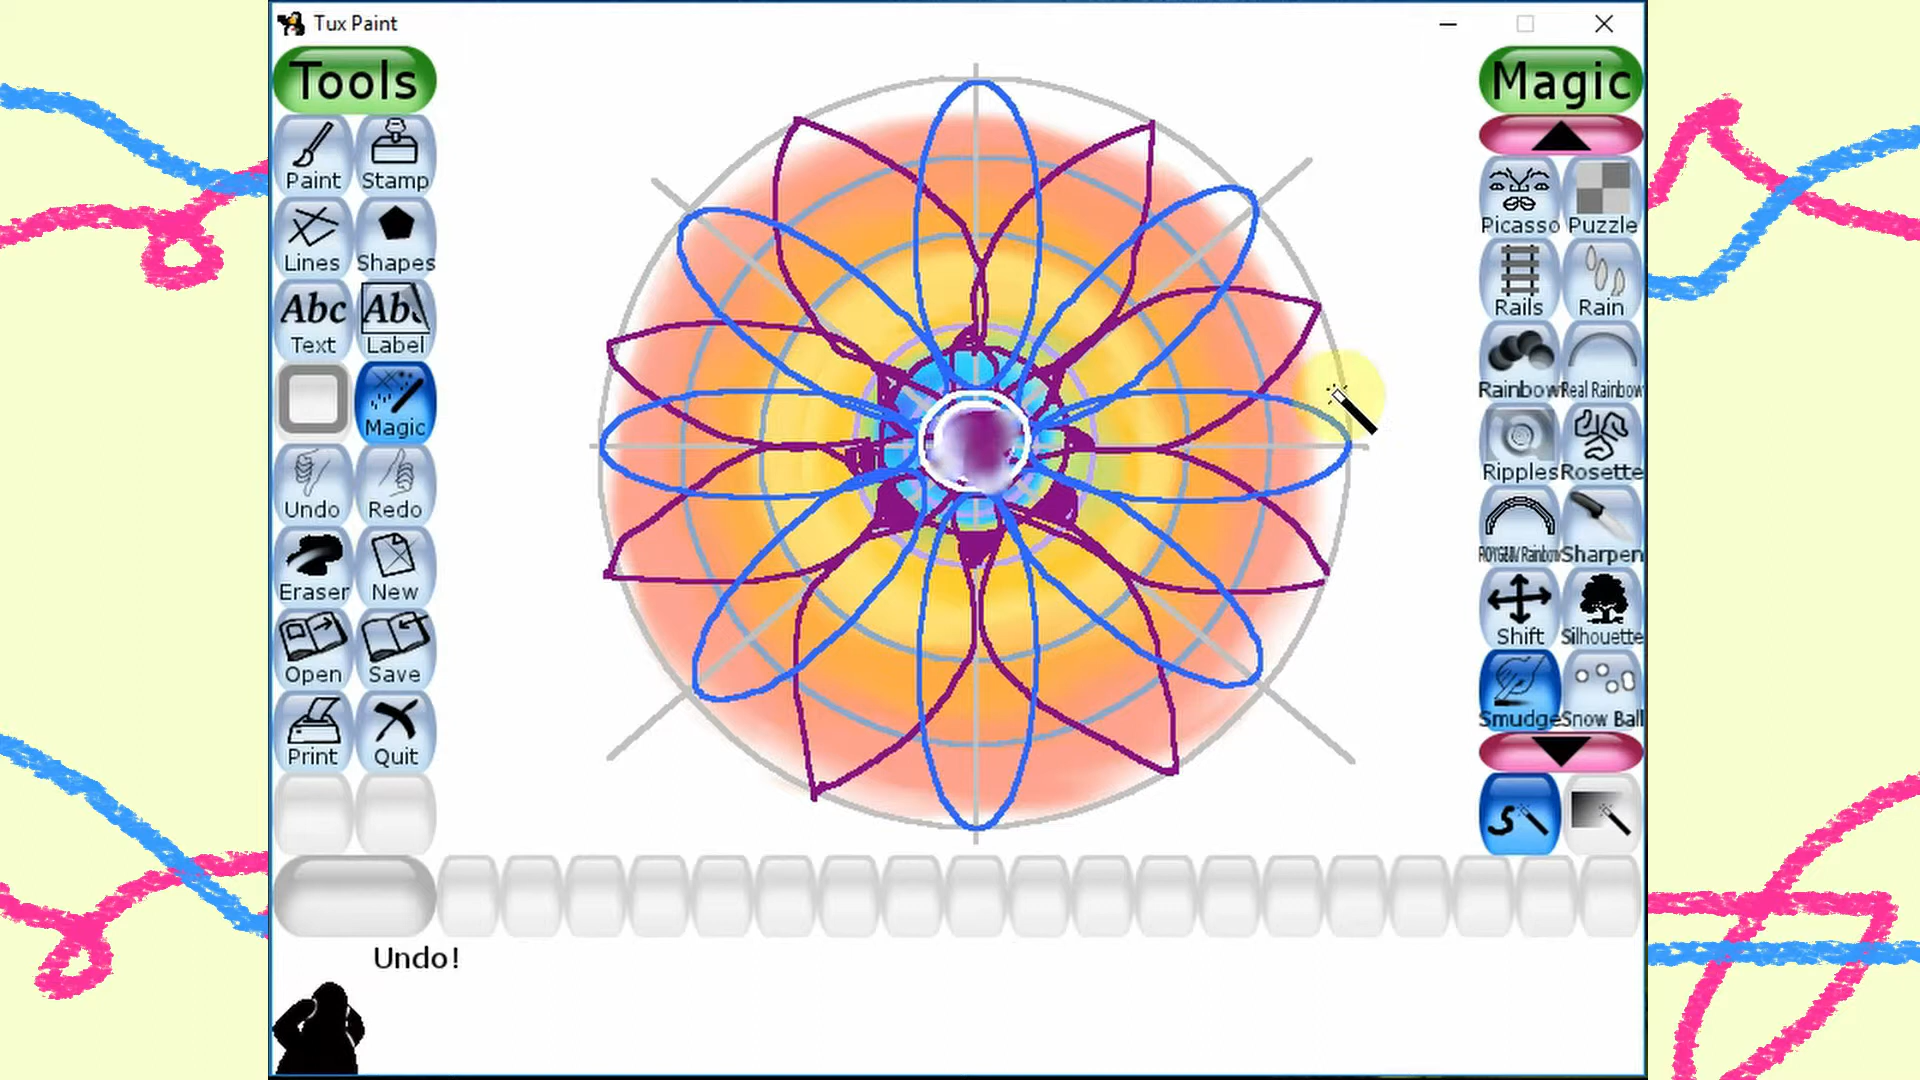 Tux Paint
Tools
Magic
Paint Stamp
Lines Shapes
Abc Abc
Text Label
Magic
Undo Redo
Eraser New
Open Save
Print Quit
Picasso Puzzle
Rails Rain
Rainbow Real Rainbow
Ripples Rosette
ROYGBIV Rainbow Sharpen
Shift Silhouette
Smudge Snow Ball
Undo!